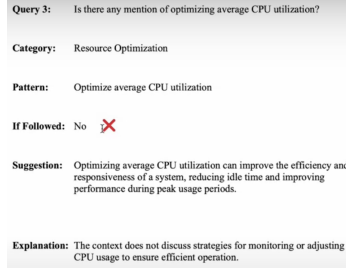 Query 3: Is there any mention of optimizing average CPU utilization?
Category: Resource Optimization
Pattern: Optimize average CPU utilization
If Followed: No
Suggestion: Optimizing average CPU utilization can improve the efficiency and
responsiveness of a system, reducing idle time and improving
performance during peak usage periods.
Explanation: The context does not discuss strategies for monitoring or adjusting
CPU usage to ensure efficient operation.